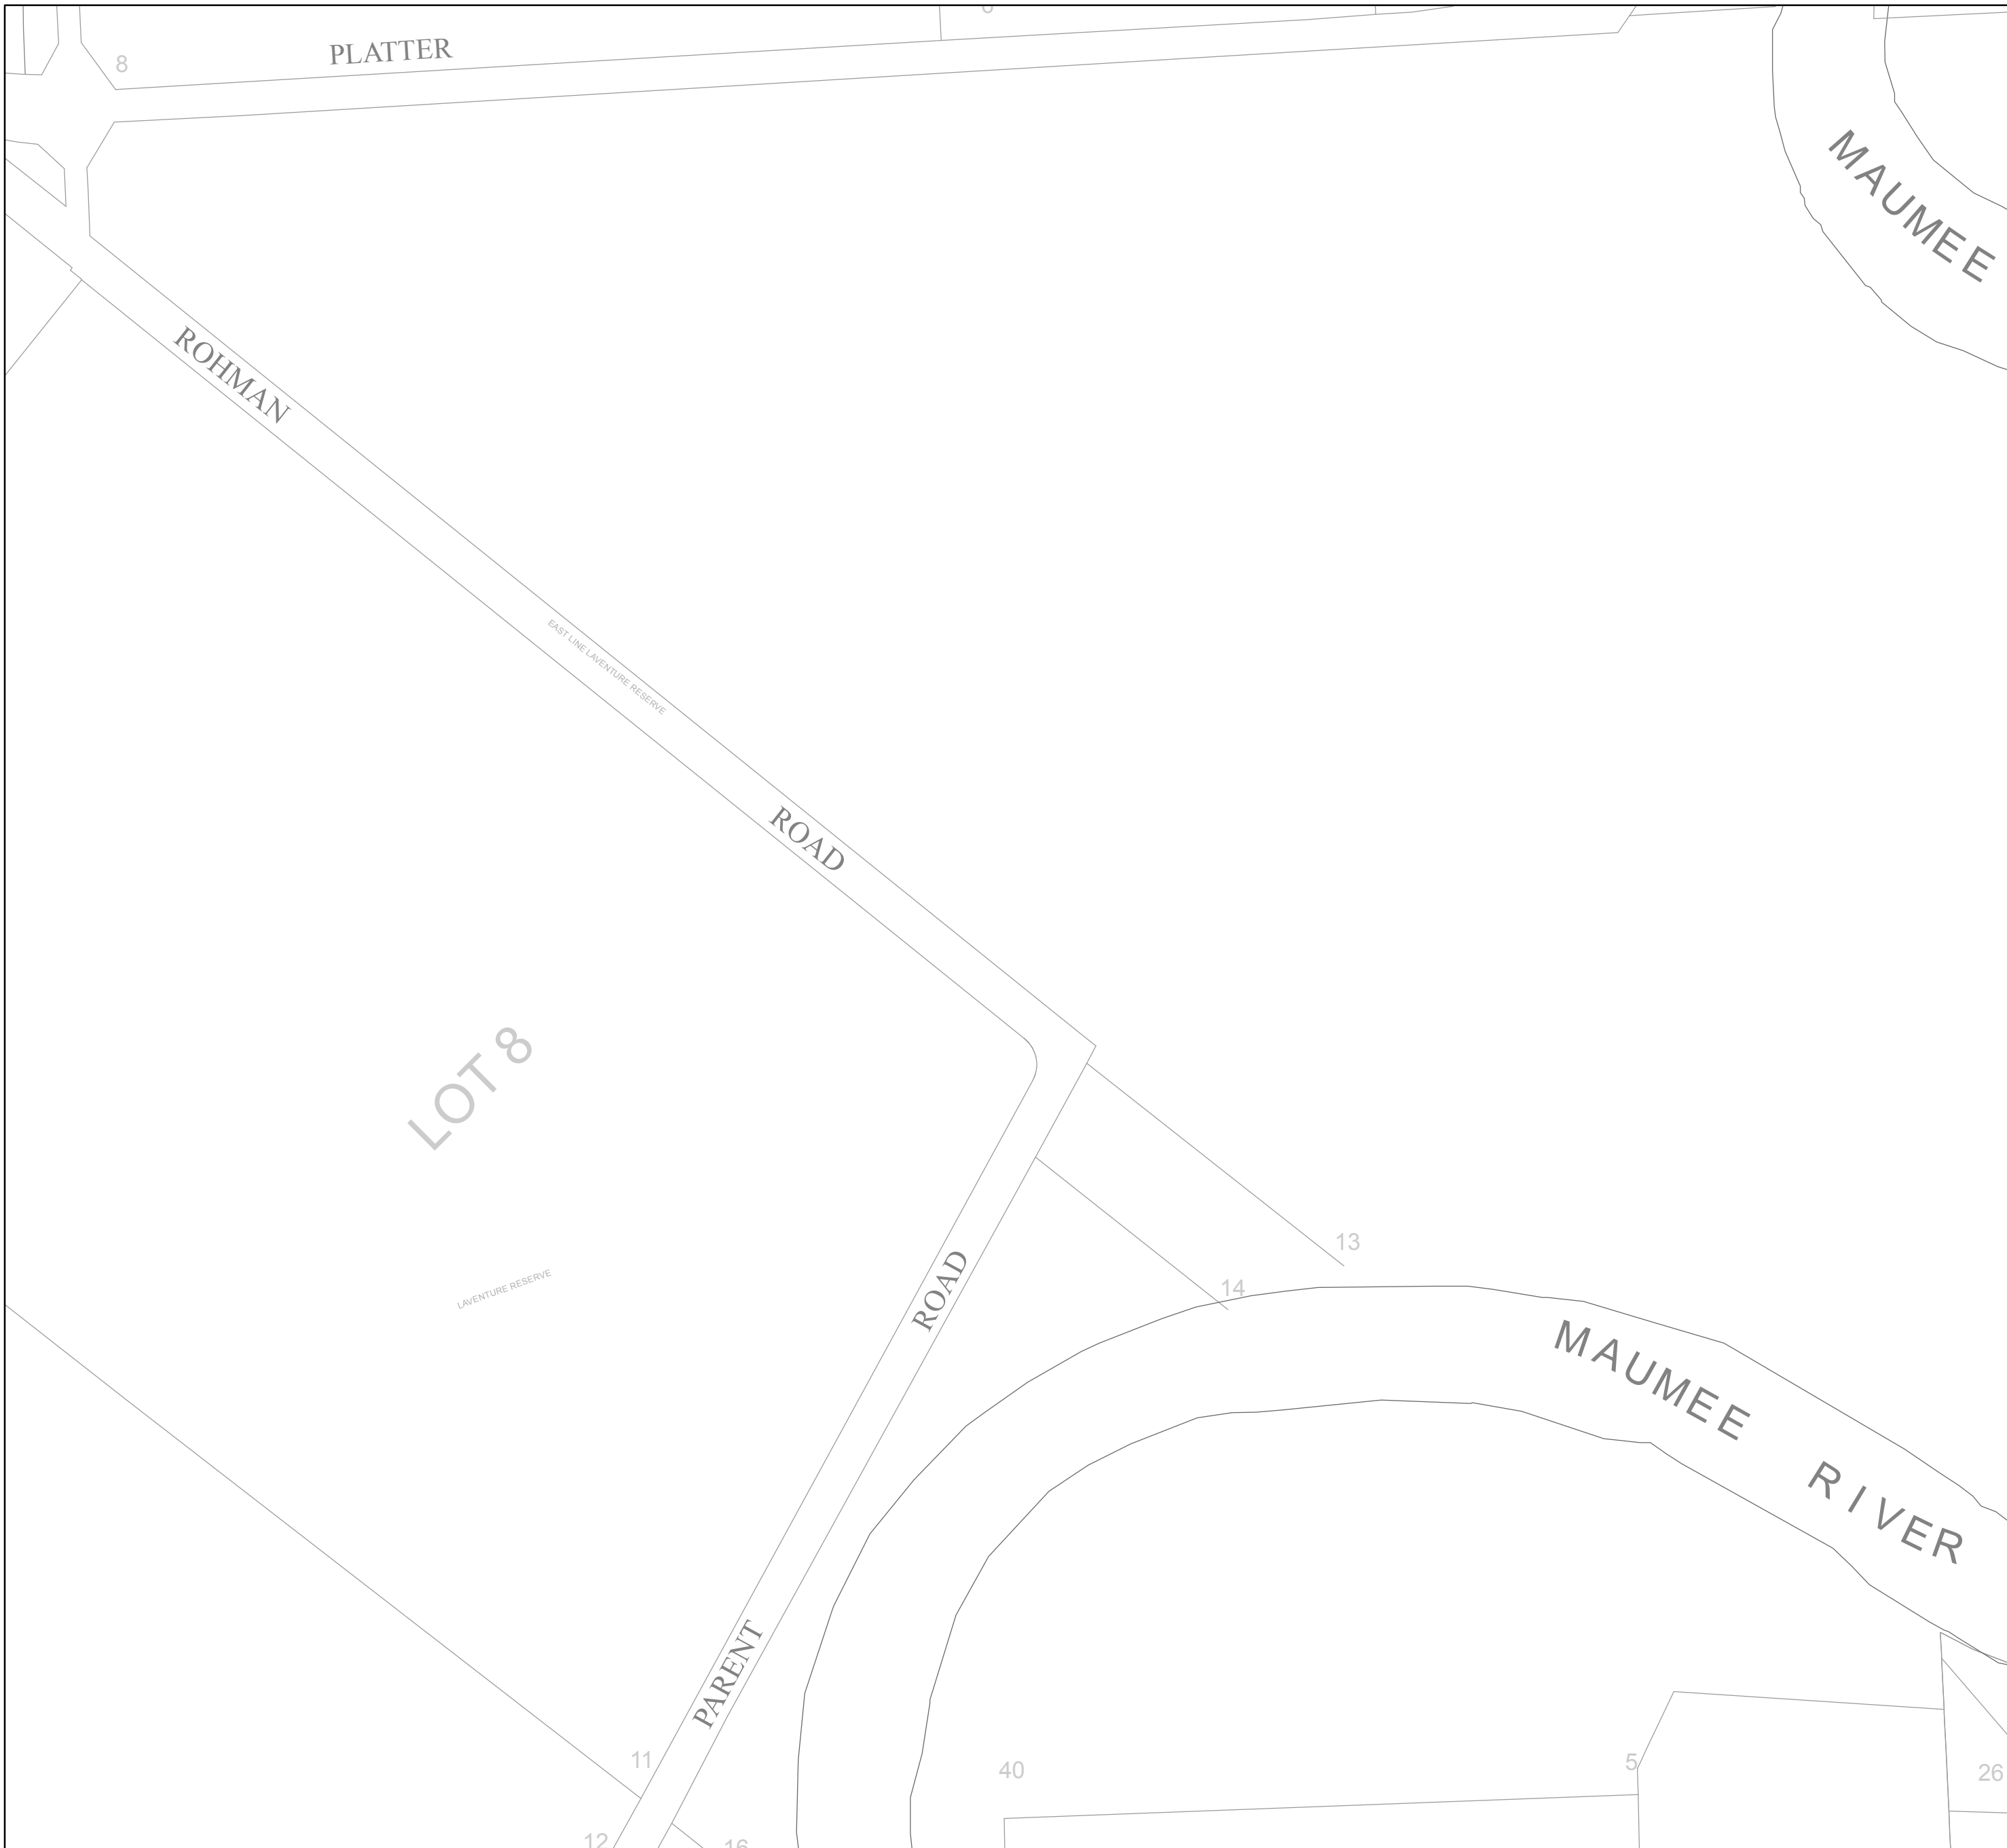 8
PLATTER
MAUMEE
ROHMAN
EAST LINE LAVENTURE RESERVE
ROAD
LOT 8
LAVENTURE RESERVE
13
14
ROAD
MAUMEE RIVER
PARENT
11
40
5
26
12
16